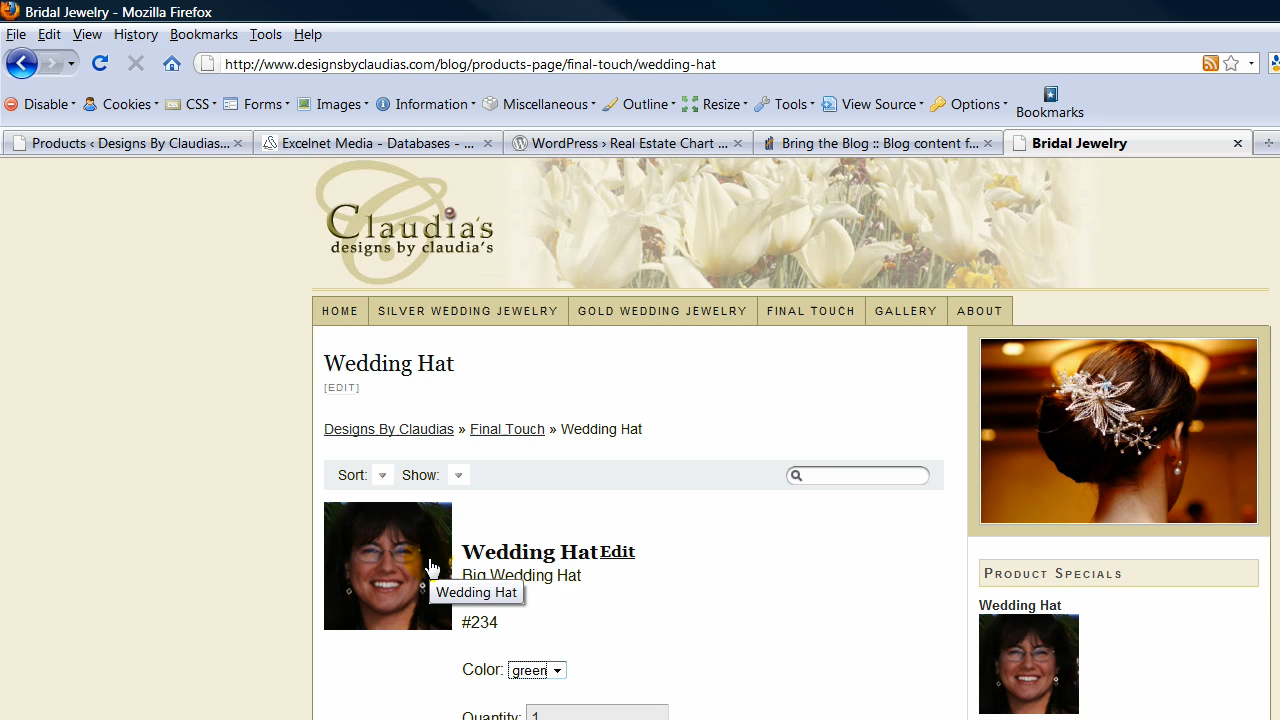 Bridal Jewelry - Mozilla Firefox
File Edit View History Bookmarks Tools Help
http://www.designsbyclaudias.com/blog/products-page/final-touch/wedding-hat
Disable Cookies CSS Forms Images Information Miscellaneous Outline Resize Tools View Source Options Bookmarks
Products ‹ Designs By Claudias... Excelnet Media - Databases - ... WordPress › Real Estate Chart ... Bring the Blog :: Blog content f... Bridal Jewelry
Claudia's
designs by claudia's
HOME SILVER WEDDING JEWELRY GOLD WEDDING JEWELRY FINAL TOUCH GALLERY ABOUT
Wedding Hat
[EDIT]
Designs By Claudias » Final Touch » Wedding Hat
Sort: Show:
Wedding Hat Edit
Big Wedding Hat
Wedding Hat
#234
Color: green
Quantity: 1
PRODUCT SPECIALS
Wedding Hat